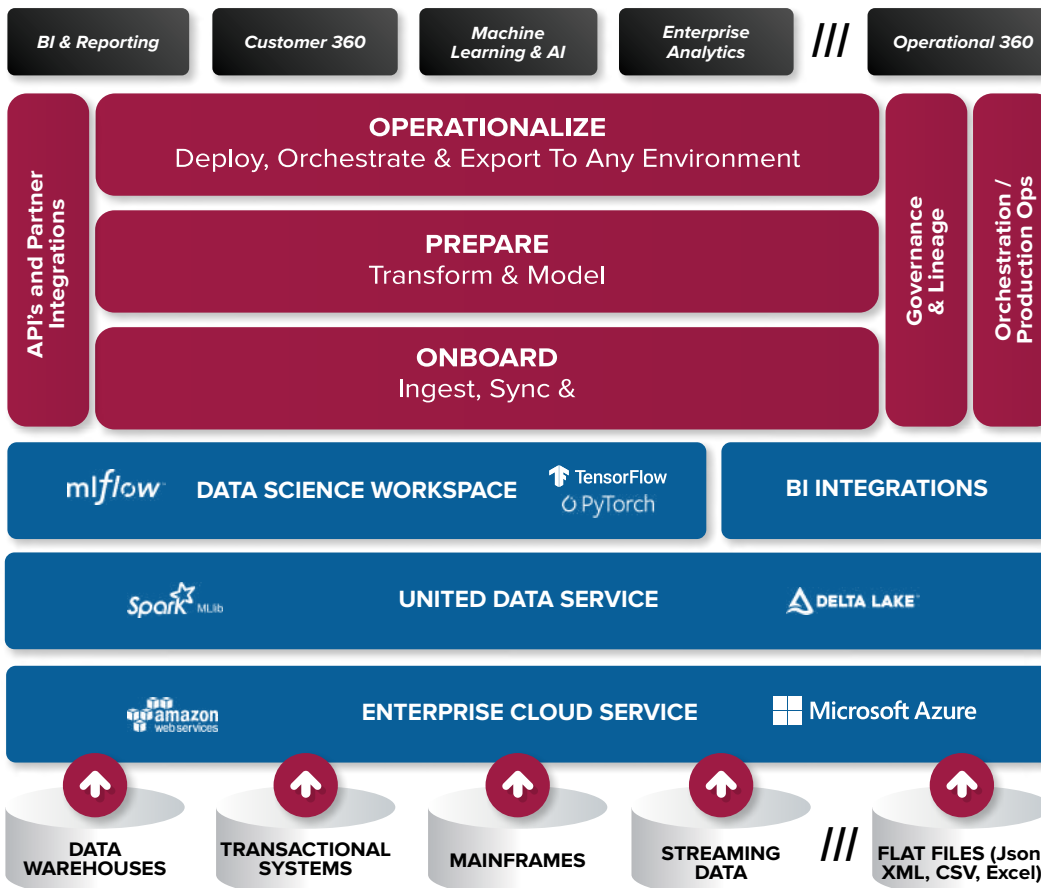 BI & Reporting
Customer 360
Machine
Learning & AI
Enterprise
Analytics
///
Operational 360
API's and Partner
Integrations
OPERATIONALIZE
Deploy, Orchestrate & Export To Any Environment
PREPARE
Transform & Model
ONBOARD
Ingest, Sync &
Governance
& Lineage
Orchestration /
Production Ops
mlflow
DATA SCIENCE WORKSPACE
TensorFlow
PyTorch
BI INTEGRATIONS
Spark MLlib
UNITED DATA SERVICE
DELTA LAKE
amazon
web services
ENTERPRISE CLOUD SERVICE
Microsoft Azure
DATA
WAREHOUSES
TRANSACTIONAL
SYSTEMS
MAINFRAMES
STREAMING
DATA
///
FLAT FILES (Json
XML, CSV, Excel)